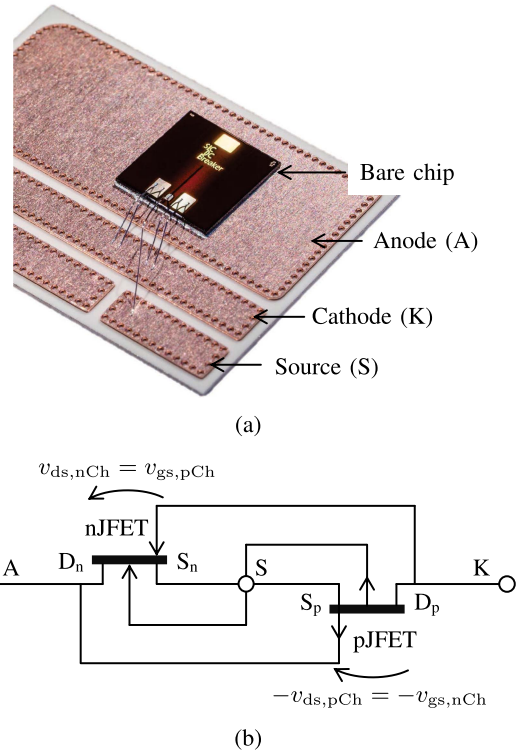 SiC
Breaker
Bare chip
Anode (A)
Cathode (K)
Source (S)
(a)
v_ds,nCh = v_gs,pCh
nJFET
A
D_n
S_n
S
K
S_p
D_p
pJFET
−v_ds,pCh = −v_gs,nCh
(b)